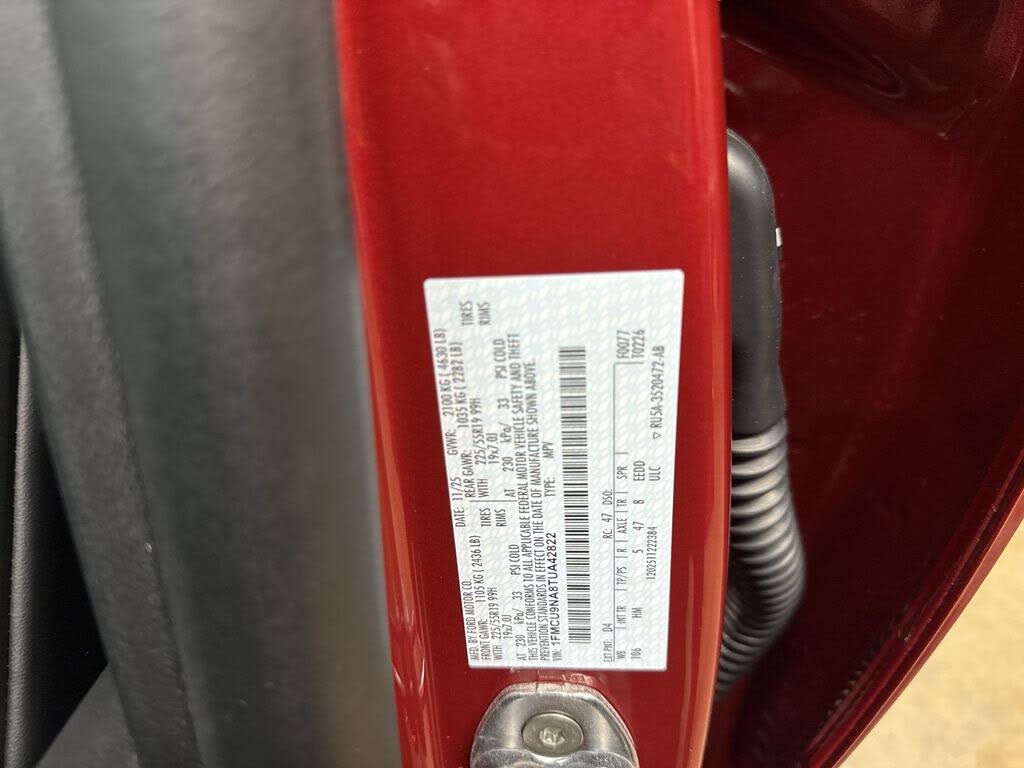 MFD. BY FORD MOTOR CO. DATE: 11/25 GVWR: 2100 KG ( 4630 LB)
FRONT GAWR: 1105 KG ( 2436 LB) REAR GAWR: 1035 KG ( 2282 LB)
WITH 225/55R19 99H TIRES WITH 225/55R19 99H TIRES
19x7.0J RIMS 19x7.0J RIMS
AT 230 kPa/ 33 PSI COLD AT 230 kPa/ 33 PSI COLD
THIS VEHICLE CONFORMS TO ALL APPLICABLE FEDERAL MOTOR VEHICLE SAFETY AND THEFT
PREVENTION STANDARDS IN EFFECT ON THE DATE OF MANUFACTURE SHOWN ABOVE.
VIN: 1FMCU9NA8TUA42822 TYPE: MPV
EXT PNT: D4 RC: 47 DSO: F0077
WB INT TR TP/PS R AXLE TR SPR T0226
106 HM 5 47 8 EEDD
1202511222384 ULC RU5A-3520472-AB